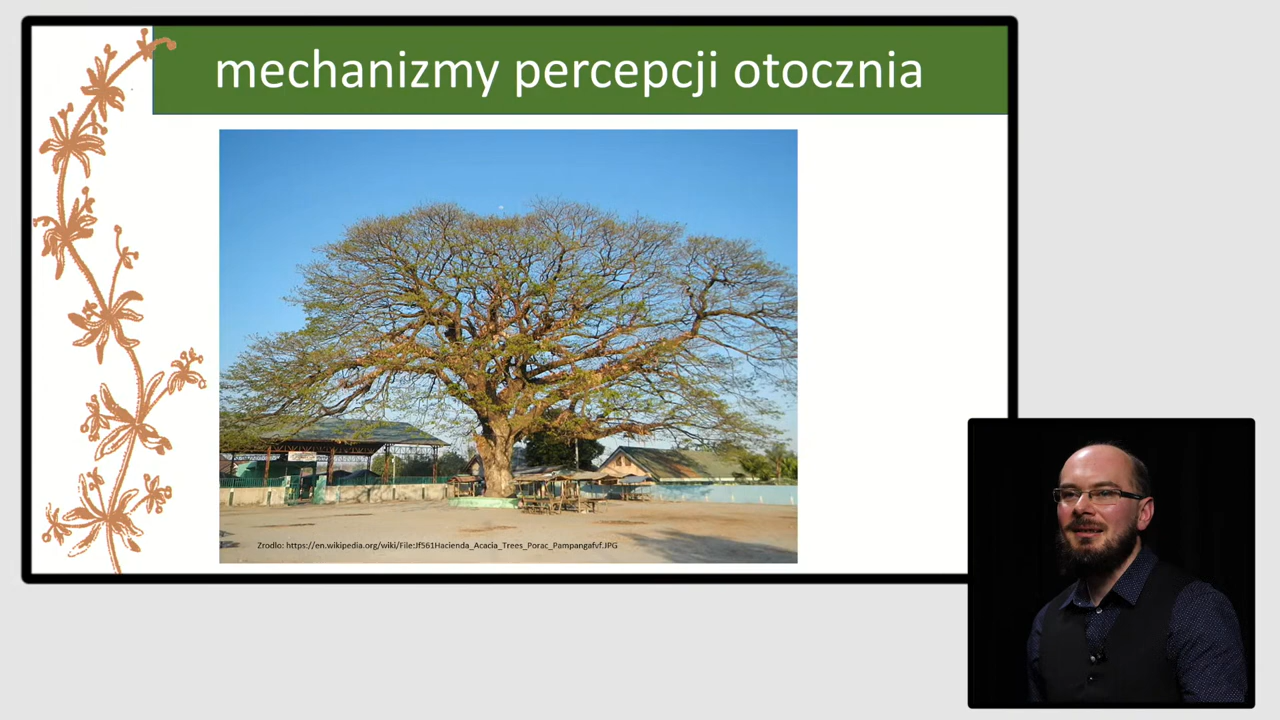 mechanizmy percepcji otocznia
Zrodlo: https://en.wikipedia.org/wiki/File:Jf561Hacienda_Acacia_Trees_Porac_Pampangafvf.JPG